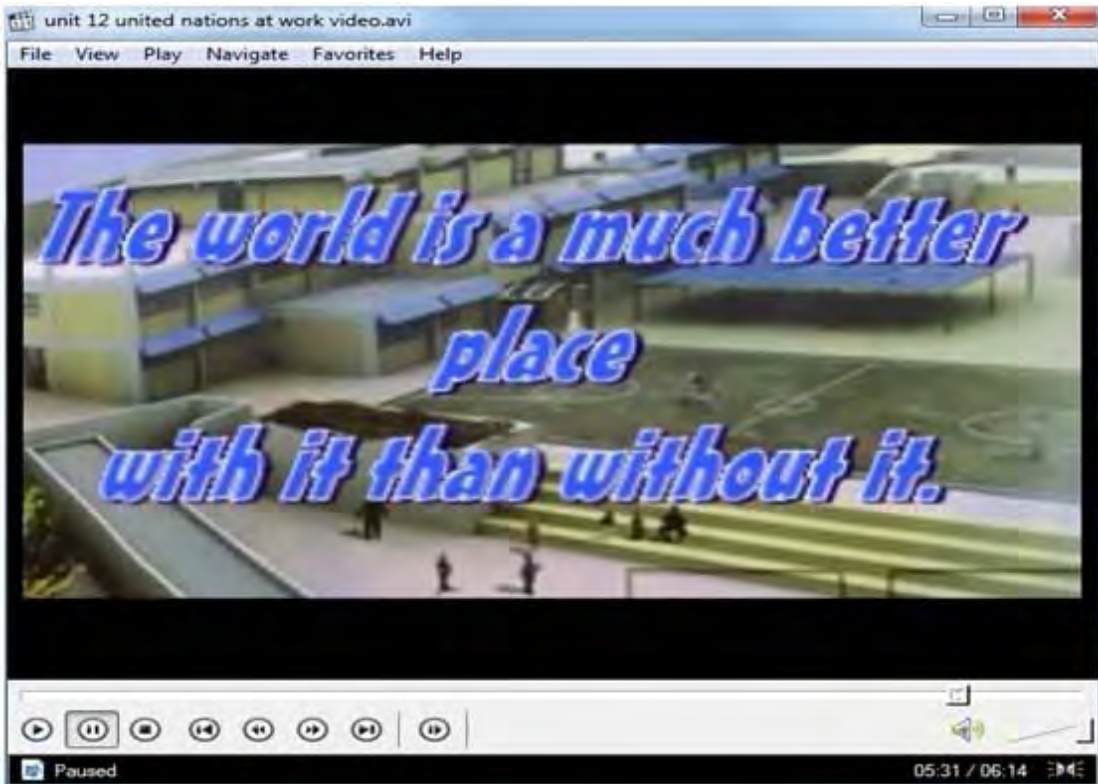 unit 12 united nations at work video.avi
File View Play Navigate Favorites Help
The world is a much better
place
with it than without it.
Paused
05:31 / 06:14